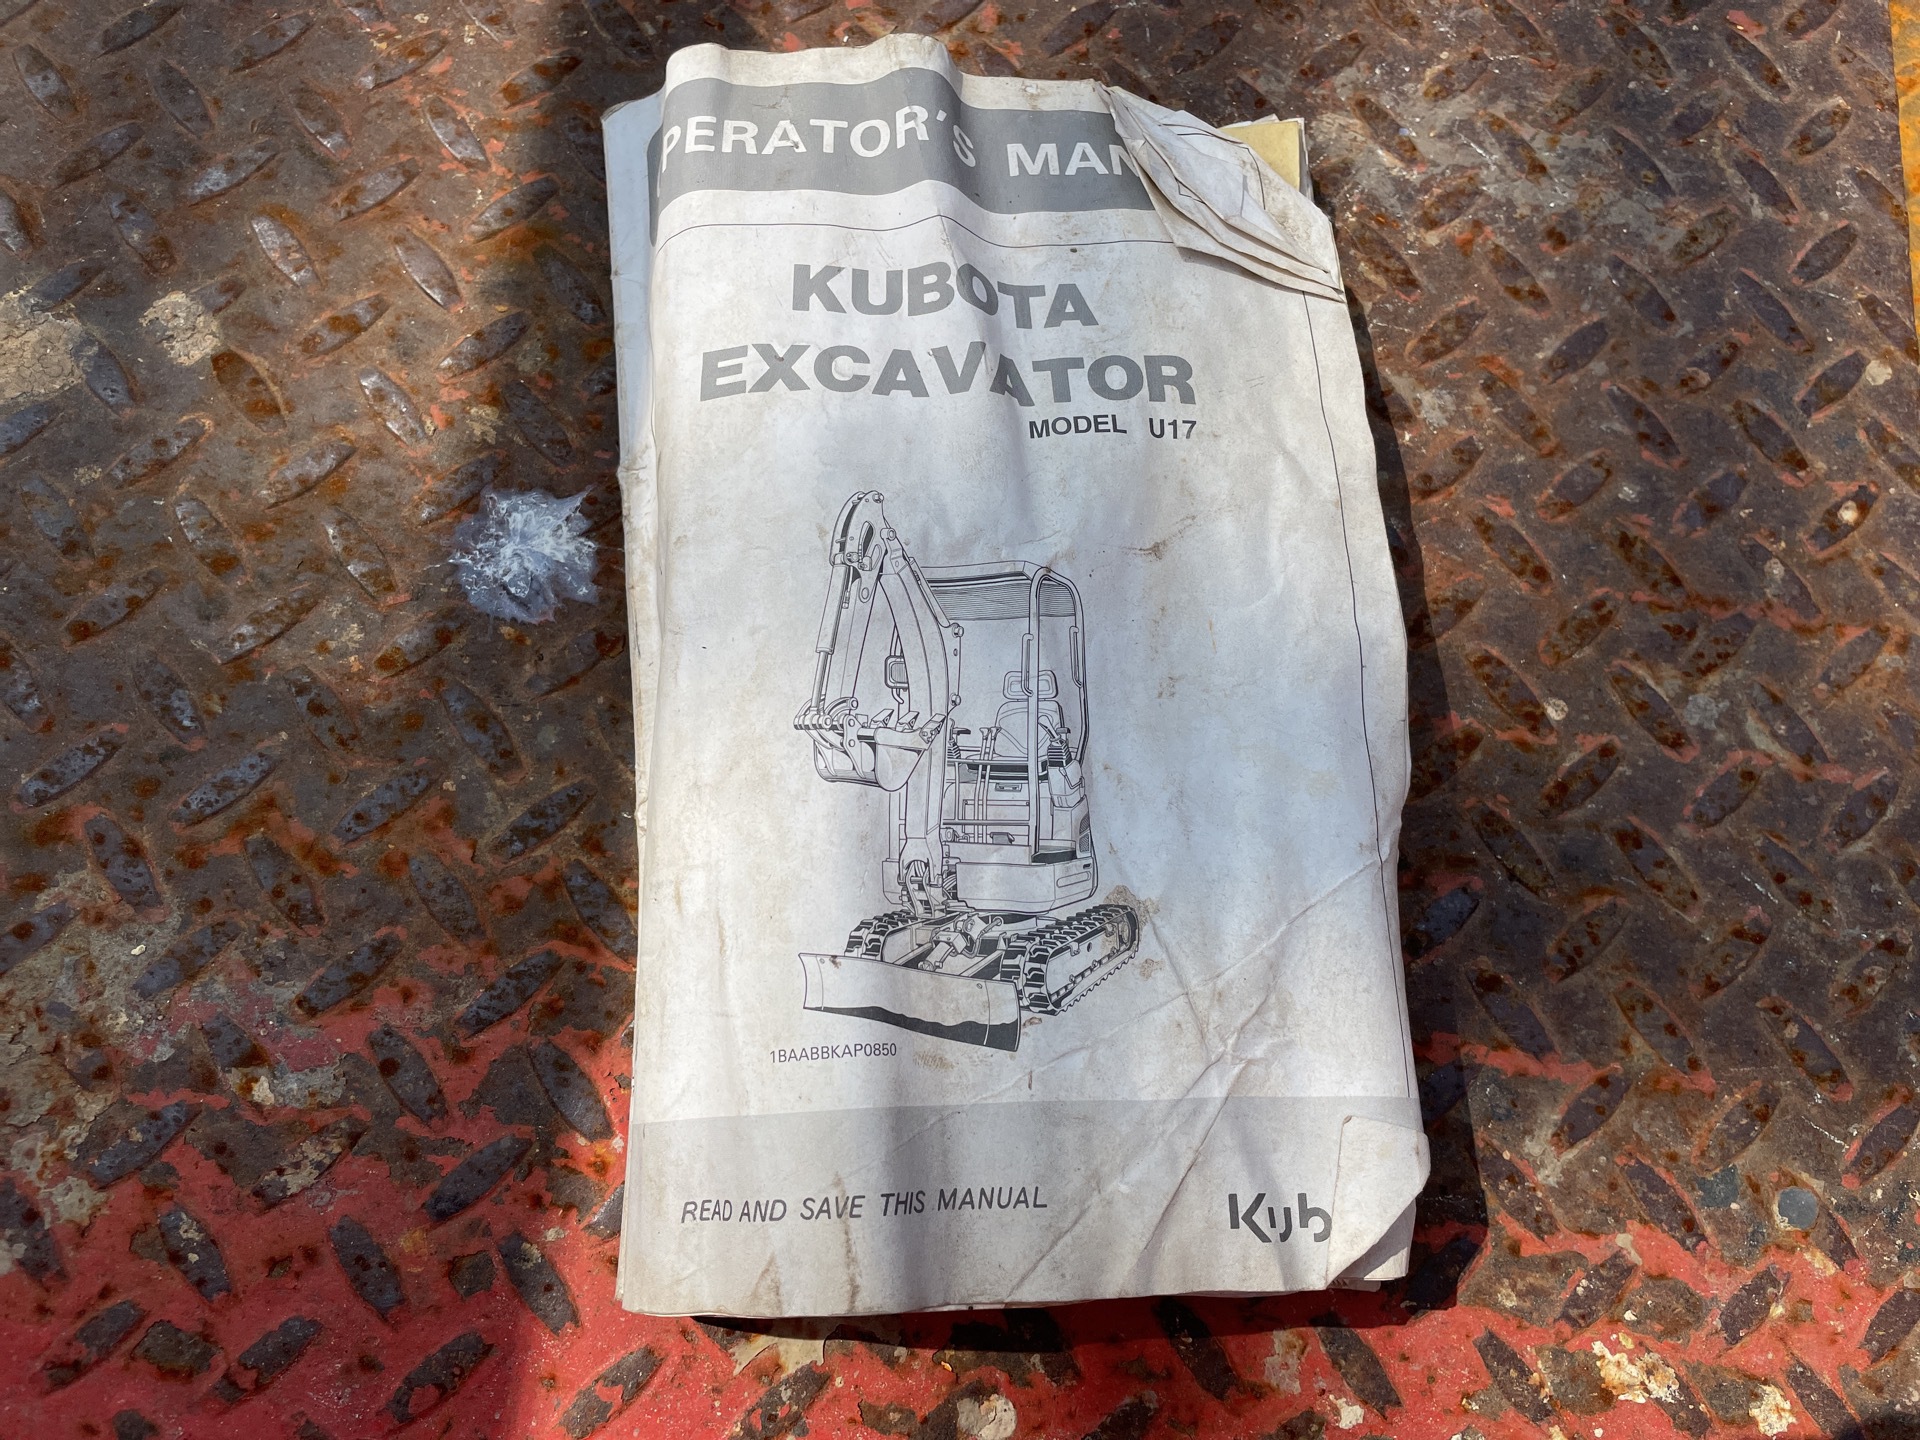 PERATOR'S MAN
KUBOTA
EXCAVATOR
MODEL U17
1BAABBKAP0850
READ AND SAVE THIS MANUAL
Kub